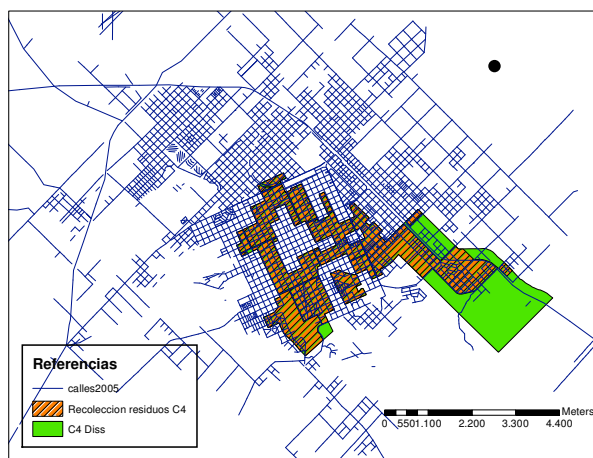 Referencias
calles2005
Recoleccion residuos C4
C4 Diss
Meters
0 5501.100 2.200 3.300 4.400